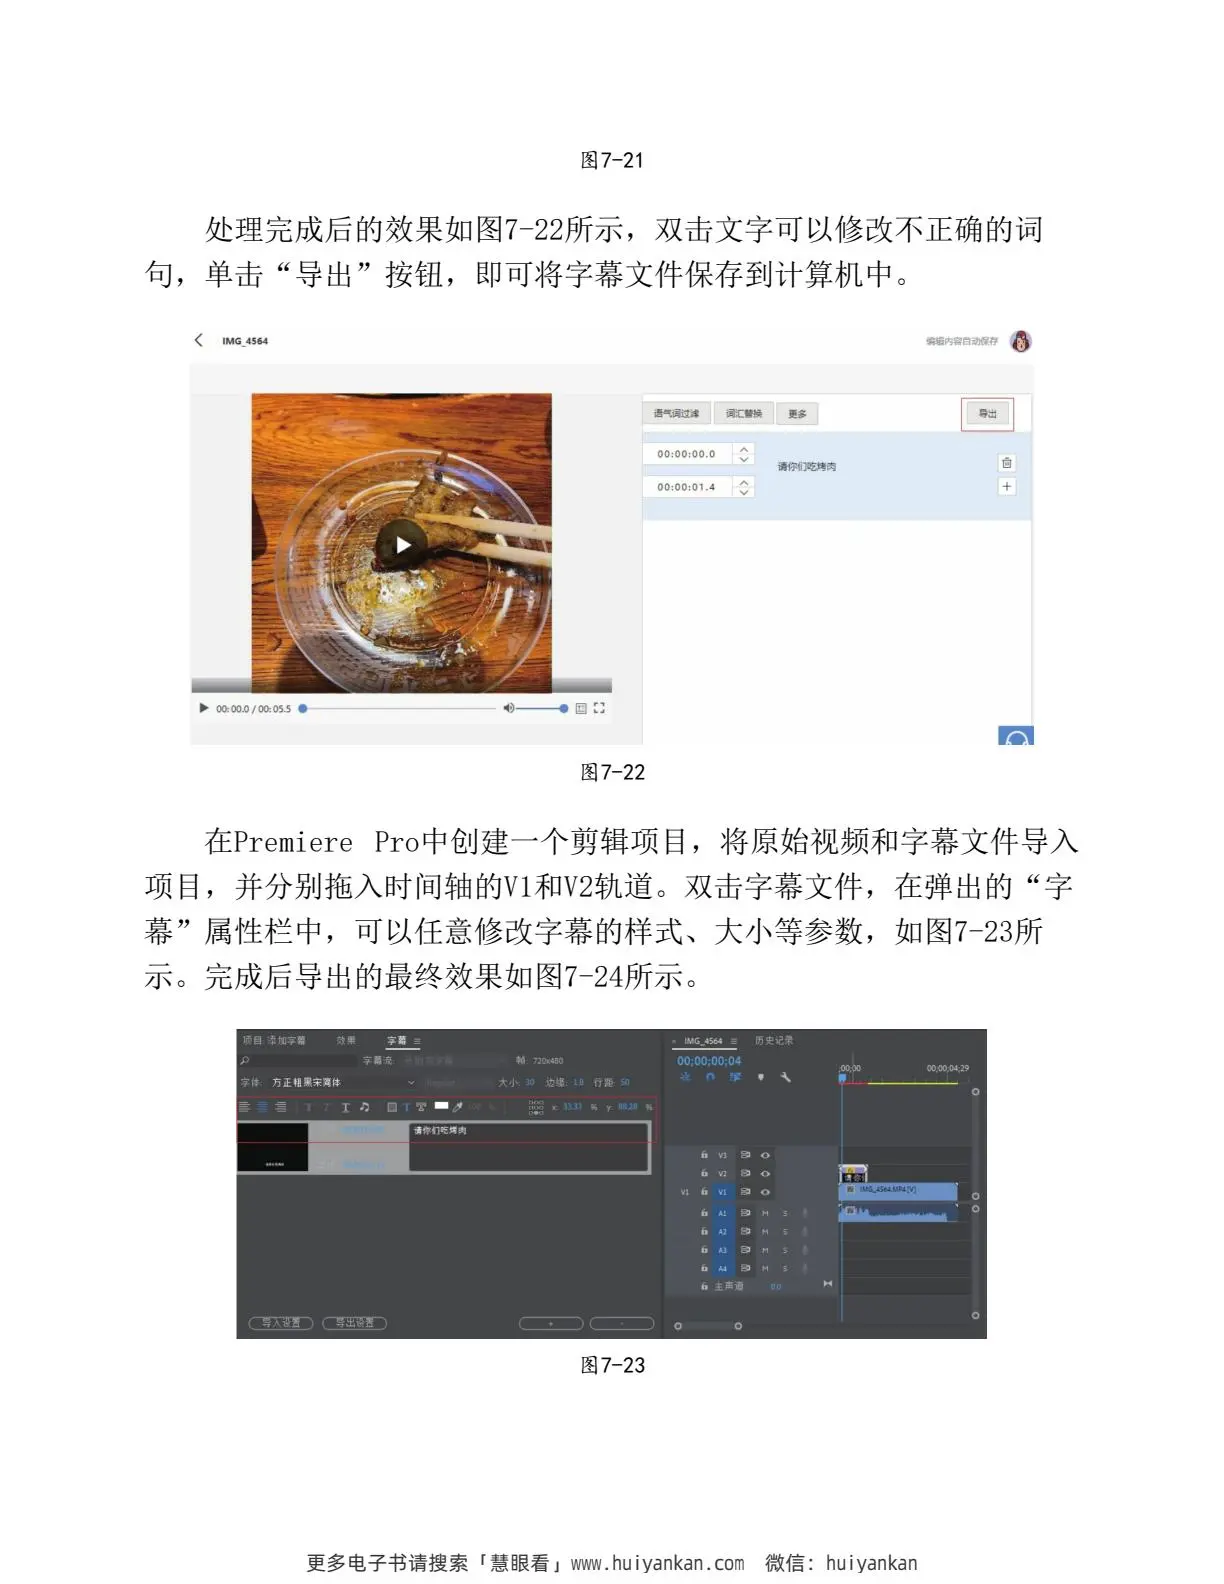 图7-21
处理完成后的效果如图7-22所示，双击文字可以修改不正确的词
句，单击“导出”按钮，即可将字幕文件保存到计算机中。
IMG_4564
编辑内容自动保存
语气词过滤 词汇替换 更多 导出
00:00:00.0
请你们吃烤肉
00:00:01.4
00:00.0 / 00:05.5
图7-22
在Premiere Pro中创建一个剪辑项目，将原始视频和字幕文件导入
项目，并分别拖入时间轴的V1和V2轨道。双击字幕文件，在弹出的“字
幕”属性栏中，可以任意修改字幕的样式、大小等参数，如图7-23所
示。完成后导出的最终效果如图7-24所示。
项目: 添加字幕 效果 字幕
字幕流: 帧: 720x480
字体: 方正粗黑宋简体 大小: 30 边缘: 1.8 行距: 50
x: 33.33 % y: 88.28 %
请你们吃烤肉
导入设置 导出设置 + -
× IMG_4564 历史记录
00;00;00;04
;00;00 00;00;04;29
V3
V2
V1 V1 IMG_4564.MP4 [V]
A1 M S
A2 M S
A3 M S
A4 M S
主声道 0.0
图7-23
更多电子书请搜索「慧眼看」www.huiyankan.com 微信：huiyankan